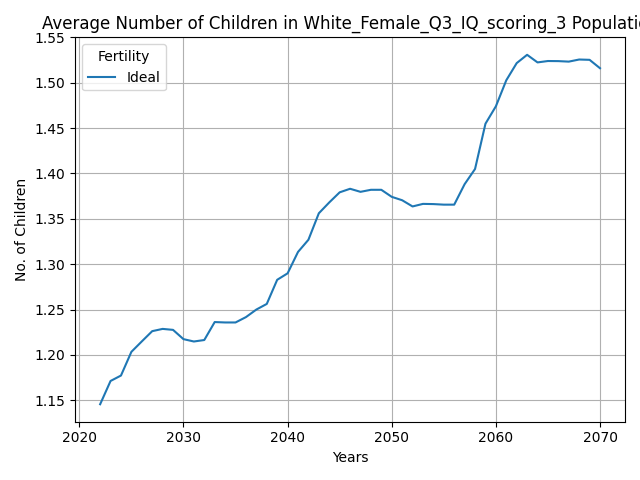 Average Number of Children in White_Female_Q3_IQ_scoring_3 Populatio
Fertility
Ideal
1.55
1.50
1.45
1.40
1.35
1.30
1.25
1.20
1.15
No. of Children
2020 2030 2040 2050 2060 2070
Years